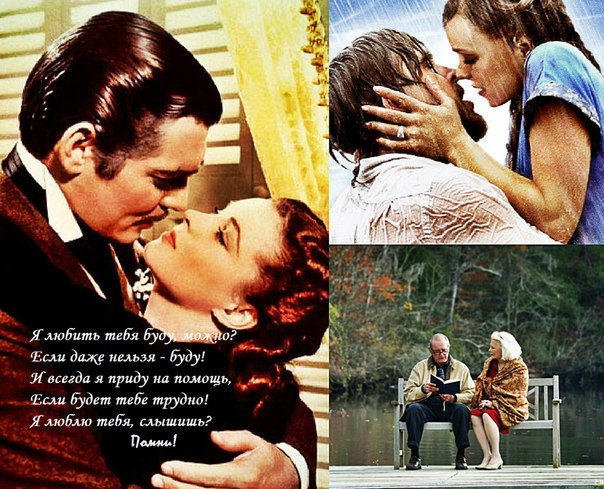 Я любить тебя буду, можно?
Если даже нельзя - буду!
И всегда я приду на помощь,
Если будет тебе трудно!
Я люблю тебя, слышишь?
Помни!